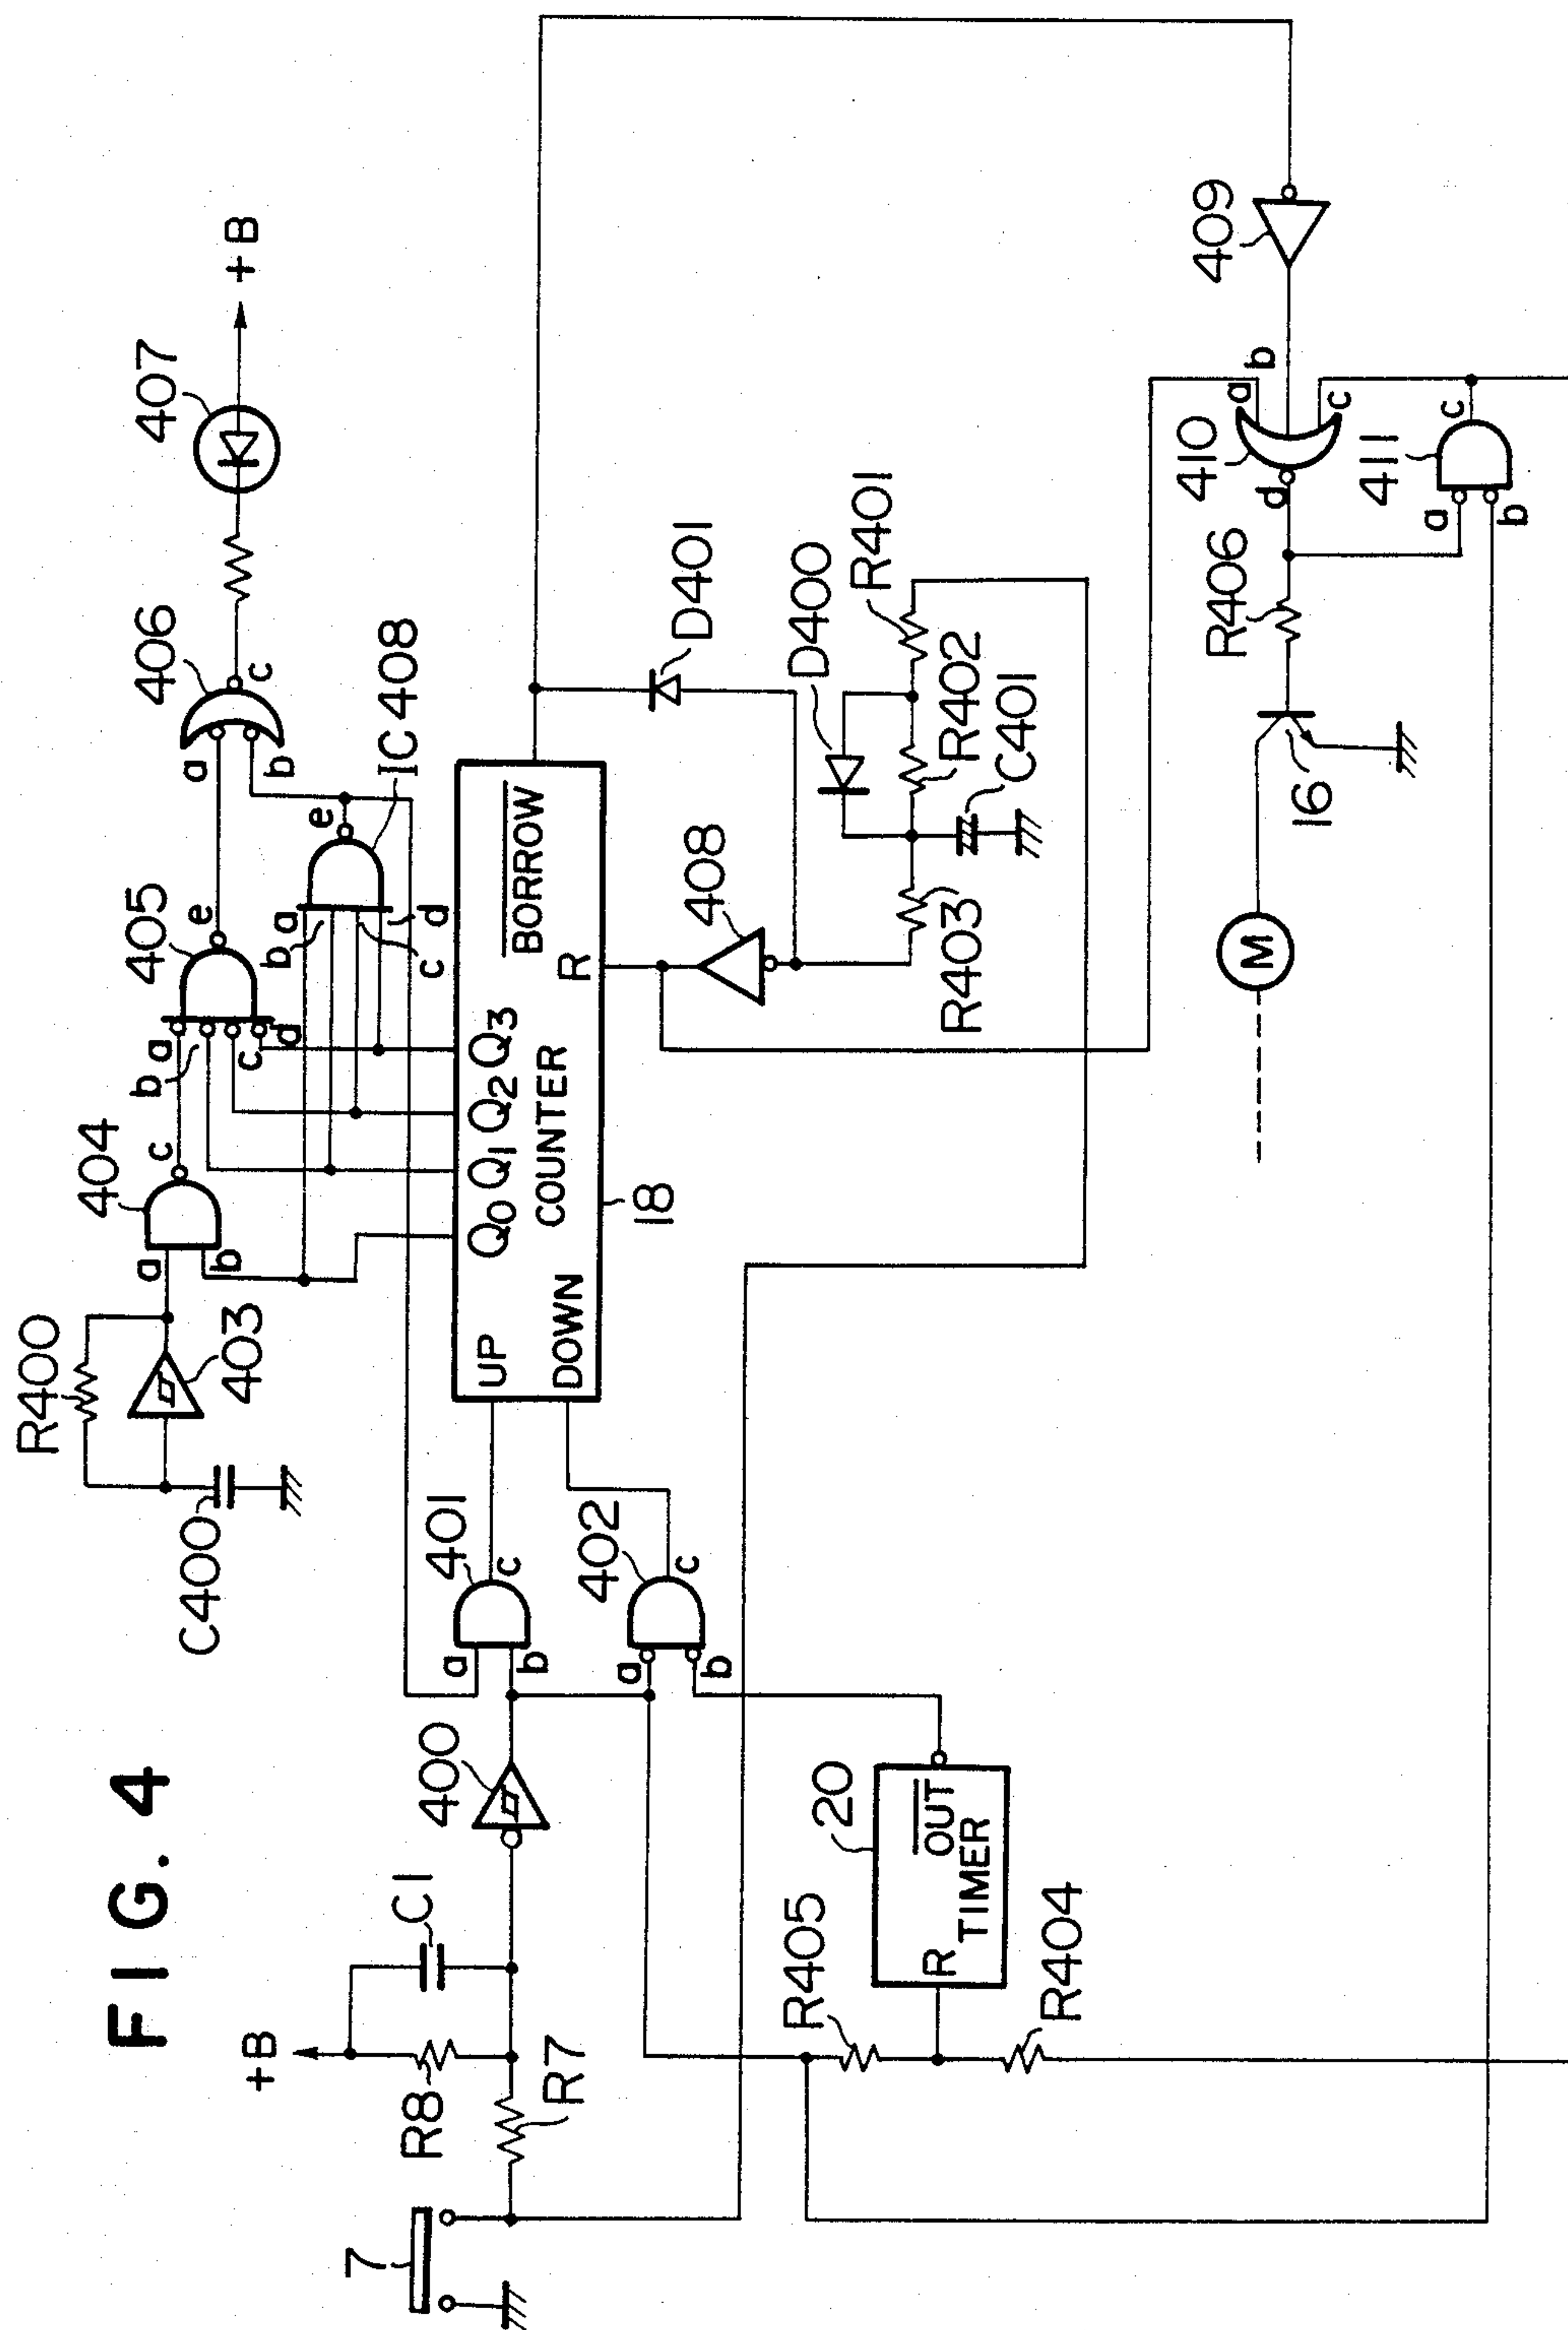 FIG. 4
7
R7
R8
+B
C1
400
a
b
401
c
a
b
402
c
R405
R404
20
R
OUT
TIMER
C400
R400
403
404
a
b
c
405
a
b
c
d
e
406
a
b
c
407
+B
IC408
a
b
c
d
e
UP
DOWN
Q0
Q1
Q2
Q3
COUNTER
BORROW
R
18
408
R403
D401
D400
R401
R402
C401
M
16
R406
409
410
a
b
c
d
411
a
b
c